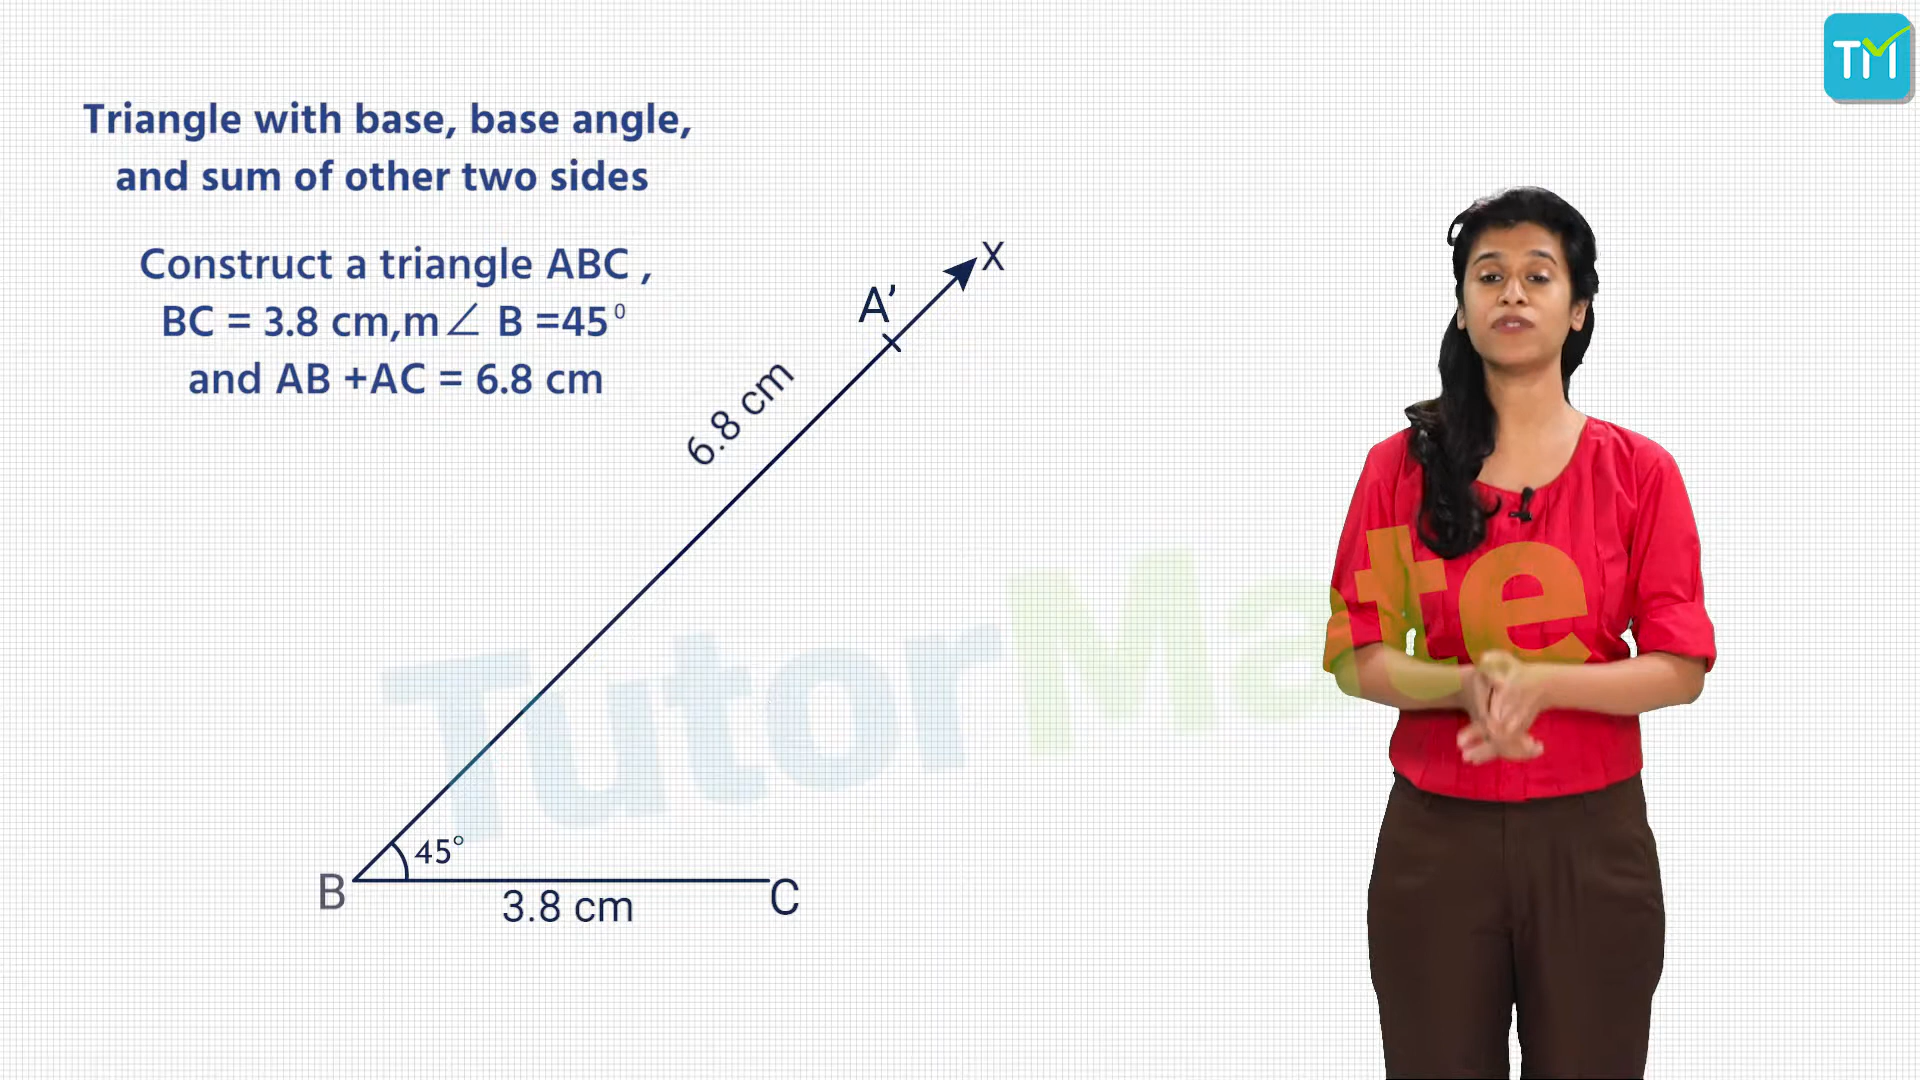 TM
Triangle with base, base angle,
and sum of other two sides
Construct a triangle ABC ,
BC = 3.8 cm,m∠ B =45⁰
and AB +AC = 6.8 cm
X
A’
6.8 cm
45°
B
3.8 cm
C
TutorMate